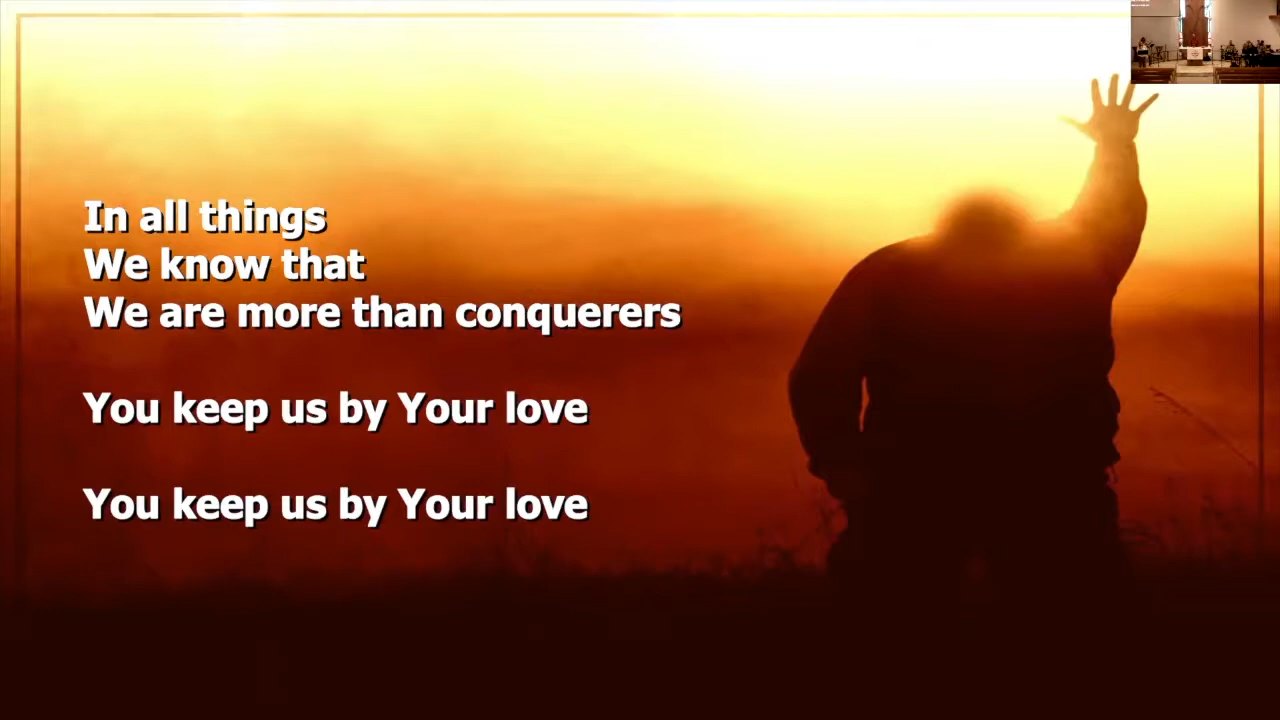 In all things
We know that
We are more than conquerers
You keep us by Your love
You keep us by Your love